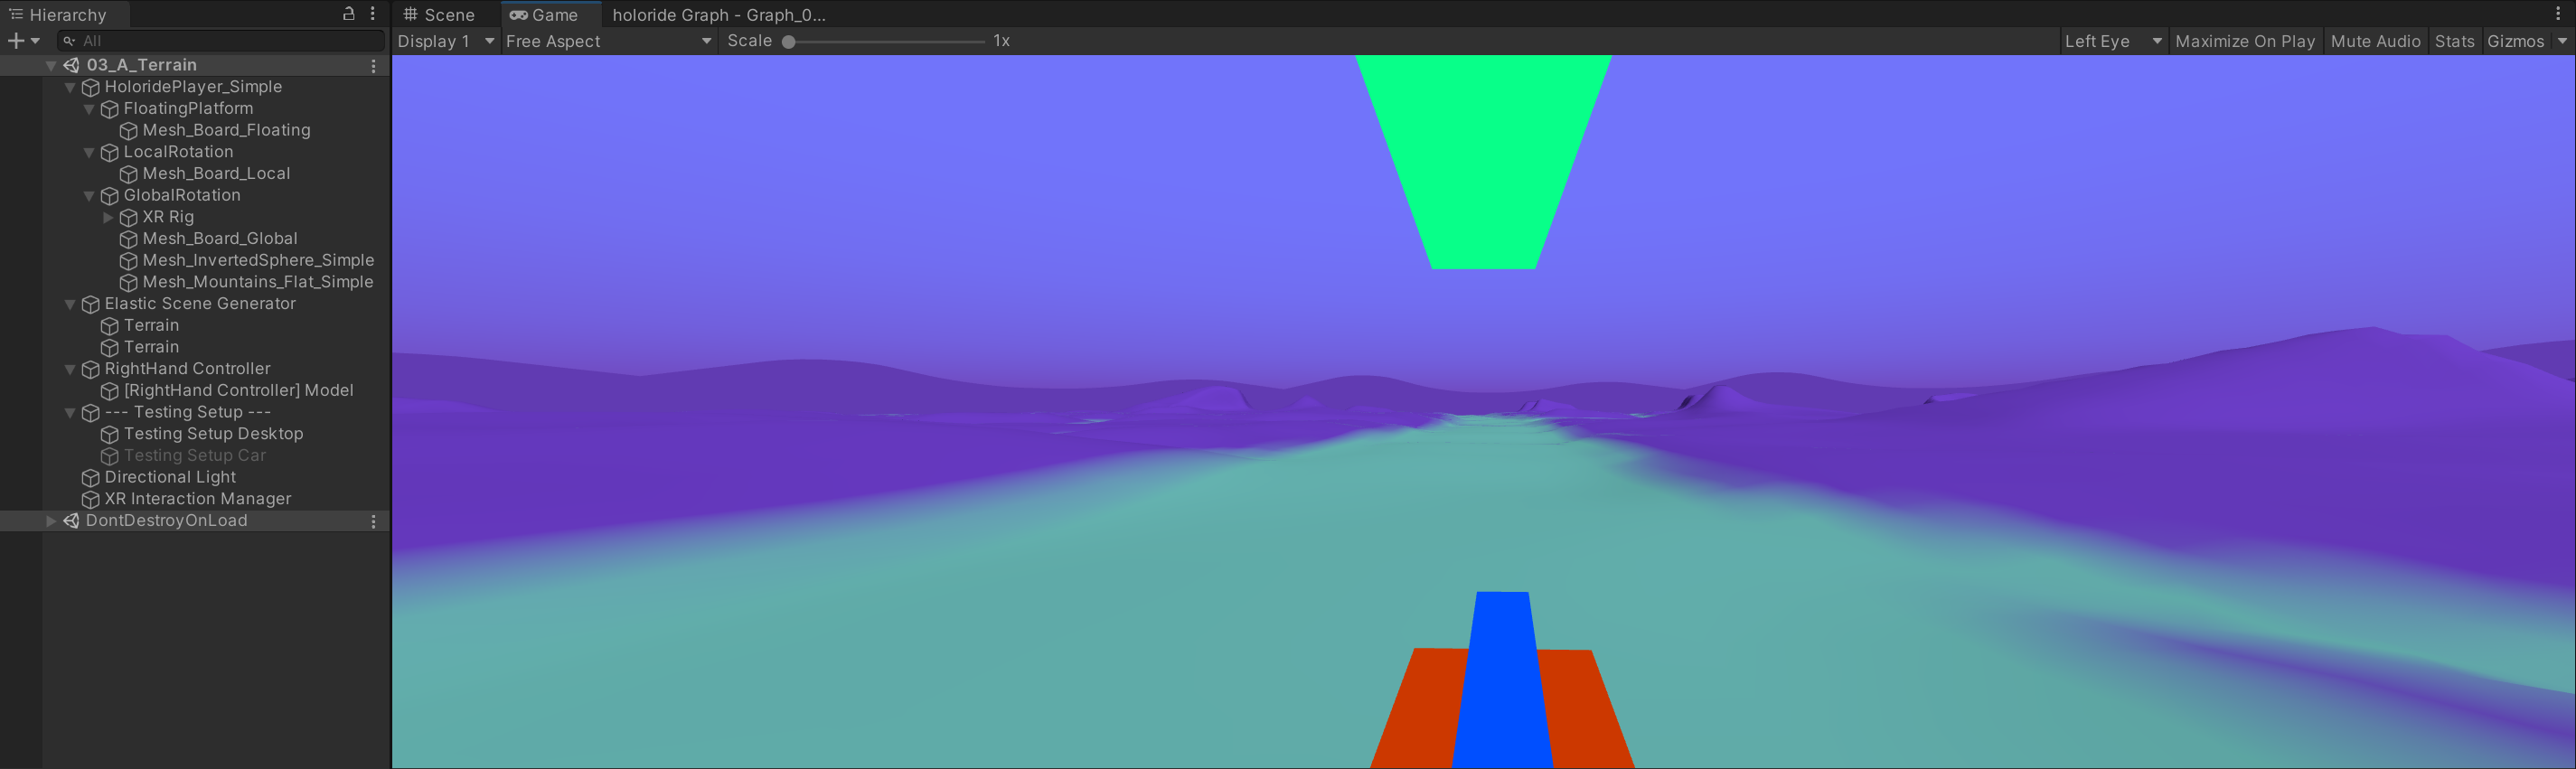 Hierarchy
All
03_A_Terrain
HoloridePlayer_Simple
FloatingPlatform
Mesh_Board_Floating
LocalRotation
Mesh_Board_Local
GlobalRotation
XR Rig
Mesh_Board_Global
Mesh_InvertedSphere_Simple
Mesh_Mountains_Flat_Simple
Elastic Scene Generator
Terrain
Terrain
RightHand Controller
[RightHand Controller] Model
--- Testing Setup ---
Testing Setup Desktop
Testing Setup Car
Directional Light
XR Interaction Manager
DontDestroyOnLoad
Scene Game holoride Graph - Graph_0...
Display 1 Free Aspect Scale 1x Left Eye Maximize On Play Mute Audio Stats Gizmos